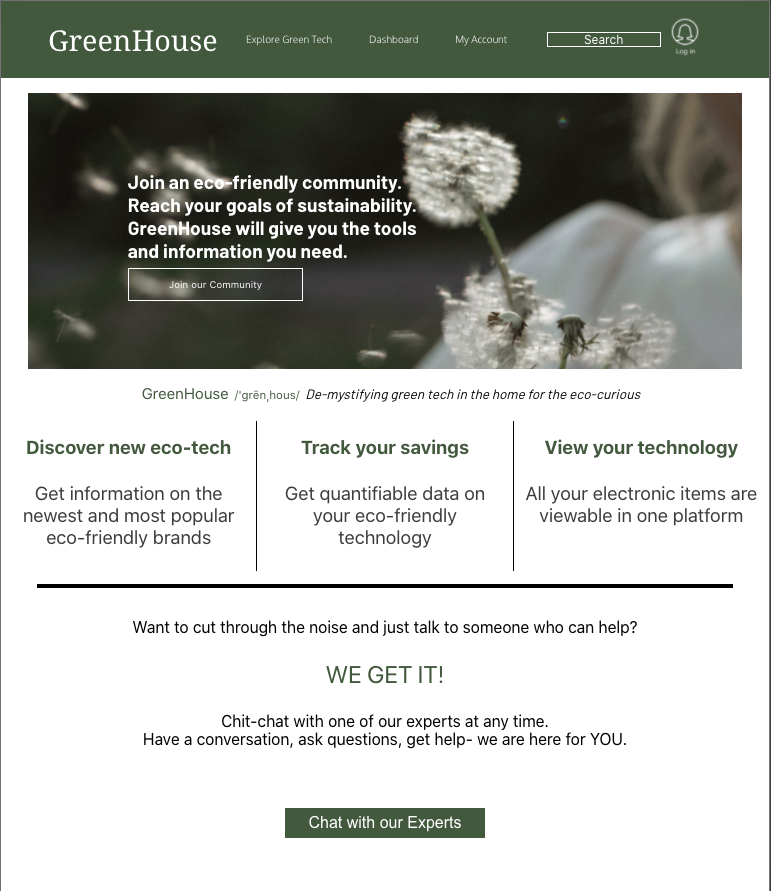 GreenHouse
Explore Green Tech
Dashboard
My Account
Search
Log in
Join an eco-friendly community.
Reach your goals of sustainability.
GreenHouse will give you the tools
and information you need.
Join our Community
GreenHouse /ˈgrēnˌhous/ De-mystifying green tech in the home for the eco-curious
Discover new eco-tech
Get information on the
newest and most popular
eco-friendly brands
Track your savings
Get quantifiable data on
your eco-friendly
technology
View your technology
All your electronic items are
viewable in one platform
Want to cut through the noise and just talk to someone who can help?
WE GET IT!
Chit-chat with one of our experts at any time.
Have a conversation, ask questions, get help- we are here for YOU.
Chat with our Experts